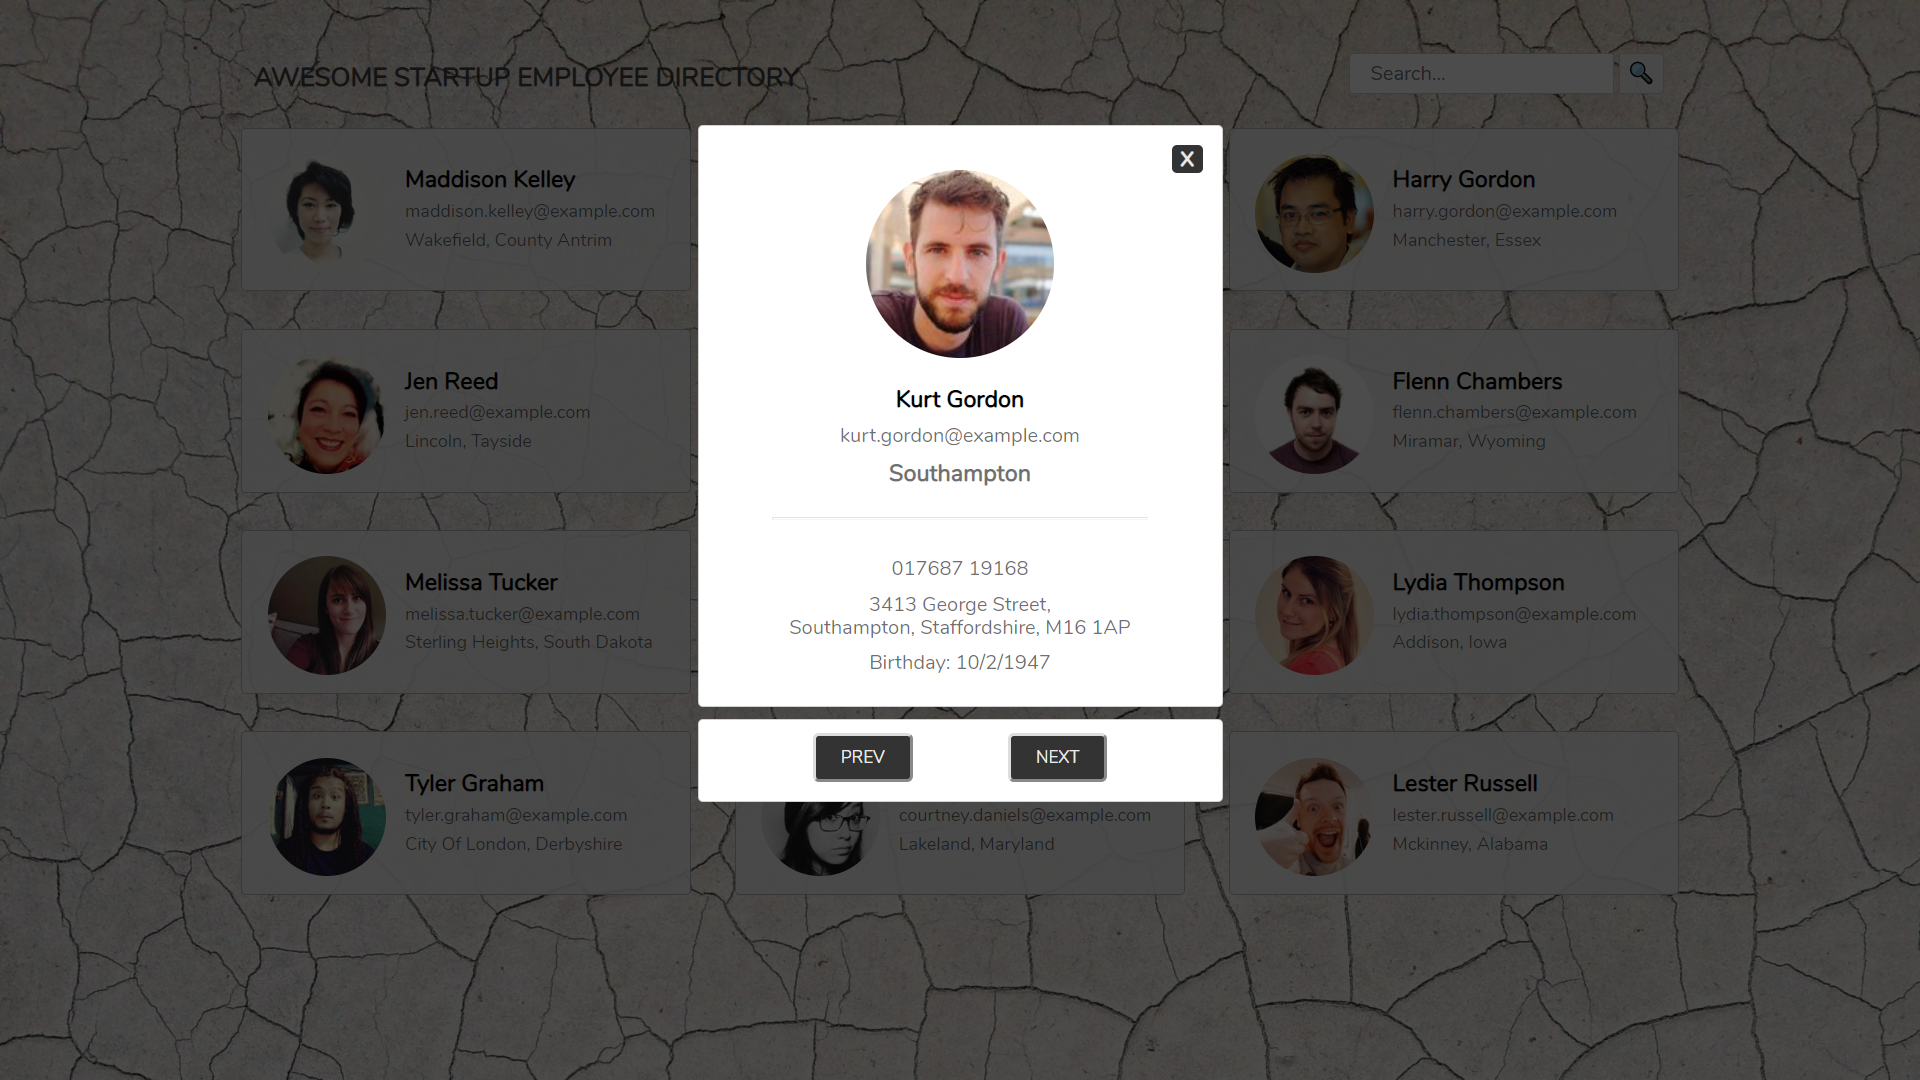 AWESOME STARTUP EMPLOYEE DIRECTORY
Search...
X
Maddison Kelley
maddison.kelley@example.com
Wakefield, County Antrim
Kurt Gordon
kurt.gordon@example.com
Southampton
017687 19168
3413 George Street,
Southampton, Staffordshire, M16 1AP
Birthday: 10/2/1947
PREV
NEXT
Harry Gordon
harry.gordon@example.com
Manchester, Essex
Jen Reed
jen.reed@example.com
Lincoln, Tayside
Flenn Chambers
flenn.chambers@example.com
Miramar, Wyoming
Melissa Tucker
melissa.tucker@example.com
Sterling Heights, South Dakota
Lydia Thompson
lydia.thompson@example.com
Addison, Iowa
Tyler Graham
tyler.graham@example.com
City Of London, Derbyshire
courtney.daniels@example.com
Lakeland, Maryland
Lester Russell
lester.russell@example.com
Mckinney, Alabama